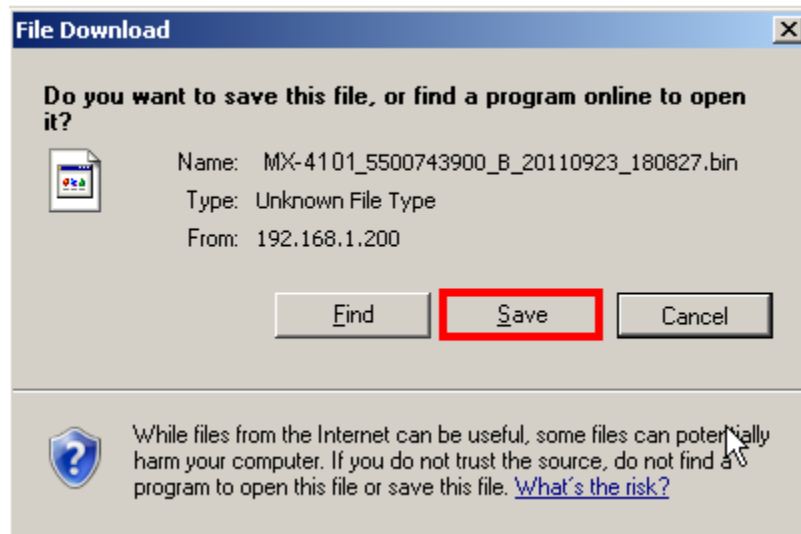 File Download
Do you want to save this file, or find a program online to open
it?
Name: MX-4101_5500743900_B_20110923_180827.bin
Type: Unknown File Type
From: 192.168.1.200
Find Save Cancel
While files from the Internet can be useful, some files can potentially
harm your computer. If you do not trust the source, do not find a
program to open this file or save this file. What's the risk?